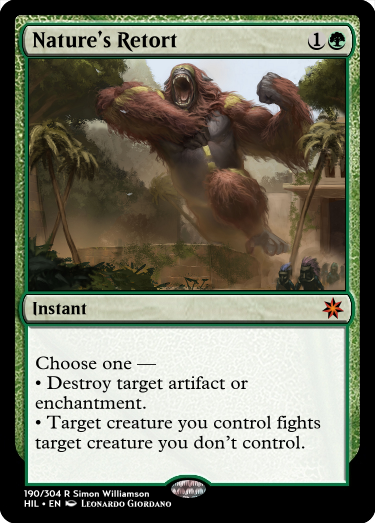 Nature's Retort 1
Instant
Choose one —
• Destroy target artifact or
enchantment.
• Target creature you control fights
target creature you don't control.
190/304 R Simon Williamson
HIL • EN Leonardo Giordano